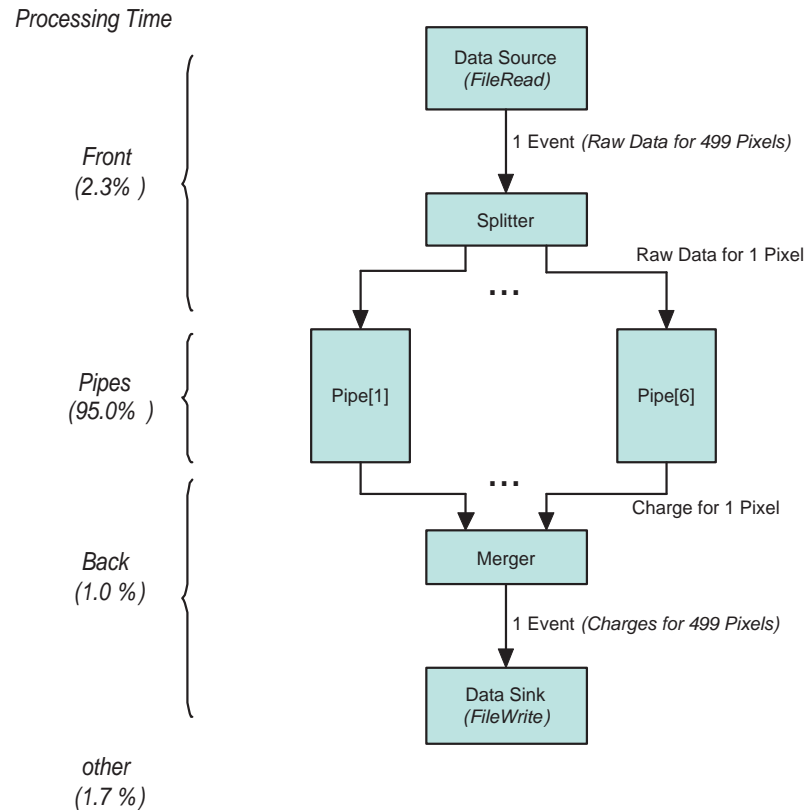 Processing Time
Data Source
(FileRead)
1 Event (Raw Data for 499 Pixels)
Front
(2.3% )
Splitter
Raw Data for 1 Pixel
...
Pipes
(95.0% )
Pipe[1]
Pipe[6]
...
Charge for 1 Pixel
Back
(1.0 %)
Merger
1 Event (Charges for 499 Pixels)
Data Sink
(FileWrite)
other
(1.7 %)